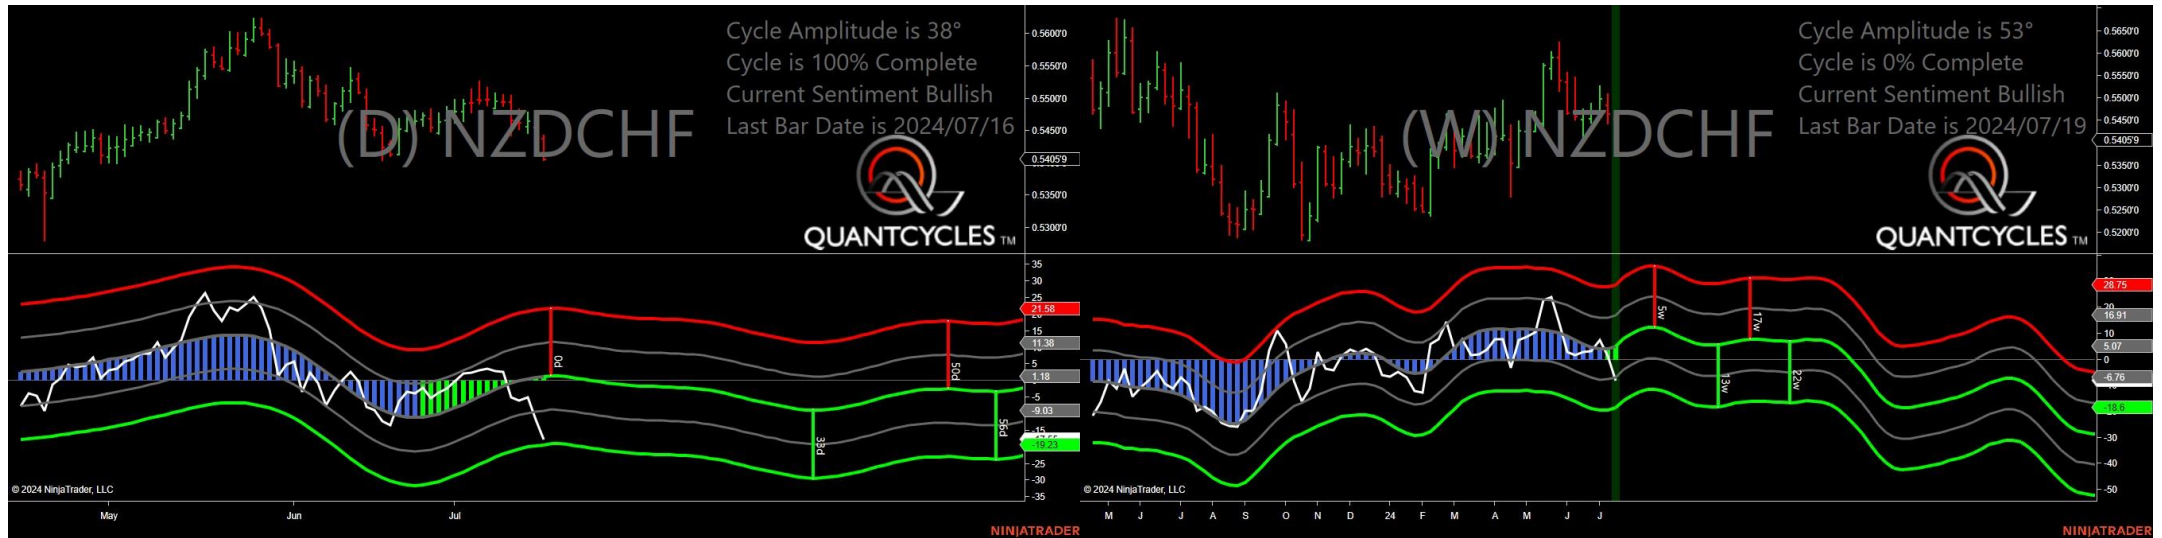 Cycle Amplitude is 38°
Cycle is 100% Complete
Current Sentiment Bullish
Last Bar Date is 2024/07/16
(D) NZDCHF
QUANTCYCLES TM
0.5600'0
0.5550'0
0.5500'0
0.5450'0
0.5405'9
0.5350'0
0.5300'0
35
30
25
21.58
15
11.38
5
1.18
-5
-9.03
-15
-19.23
-25
-30
-35
0d
33d
50d
56d
© 2024 NinjaTrader, LLC
May
Jun
Jul
NINJATRADER
Cycle Amplitude is 53°
Cycle is 0% Complete
Current Sentiment Bullish
Last Bar Date is 2024/07/19
(W) NZDCHF
QUANTCYCLES TM
0.5650'0
0.5600'0
0.5550'0
0.5500'0
0.5450'0
0.5405'9
0.5350'0
0.5300'0
0.5250'0
0.5200'0
28.75
20
16.91
10
5.07
0
-6.76
-18.6
-30
-40
-50
5w
17w
13w
22w
© 2024 NinjaTrader, LLC
M J J A S O N D 24 F M A M J J
NINJATRADER